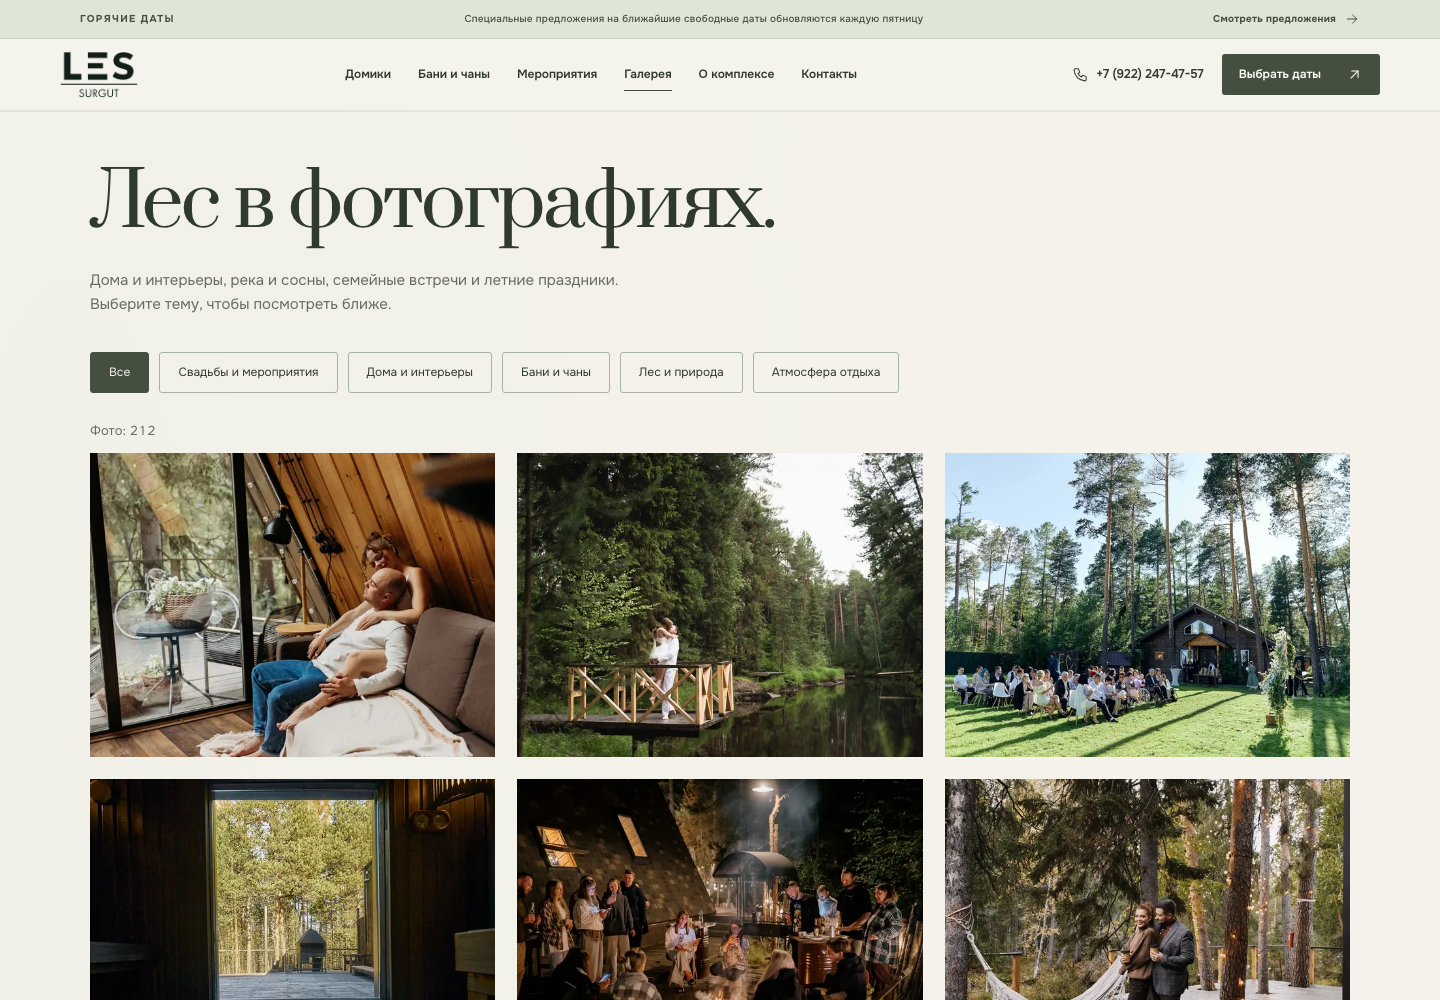 ГОРЯЧИЕ ДАТЫ
Специальные предложения на ближайшие свободные даты обновляются каждую пятницу
Смотреть предложения
LES
SURGUT
Домики
Бани и чаны
Мероприятия
Галерея
О комплексе
Контакты
+7 (922) 247-47-57
Выбрать даты
Лес в фотографиях.
Дома и интерьеры, река и сосны, семейные встречи и летние праздники.
Выберите тему, чтобы посмотреть ближе.
Все
Свадьбы и мероприятия
Дома и интерьеры
Бани и чаны
Лес и природа
Атмосфера отдыха
Фото: 212